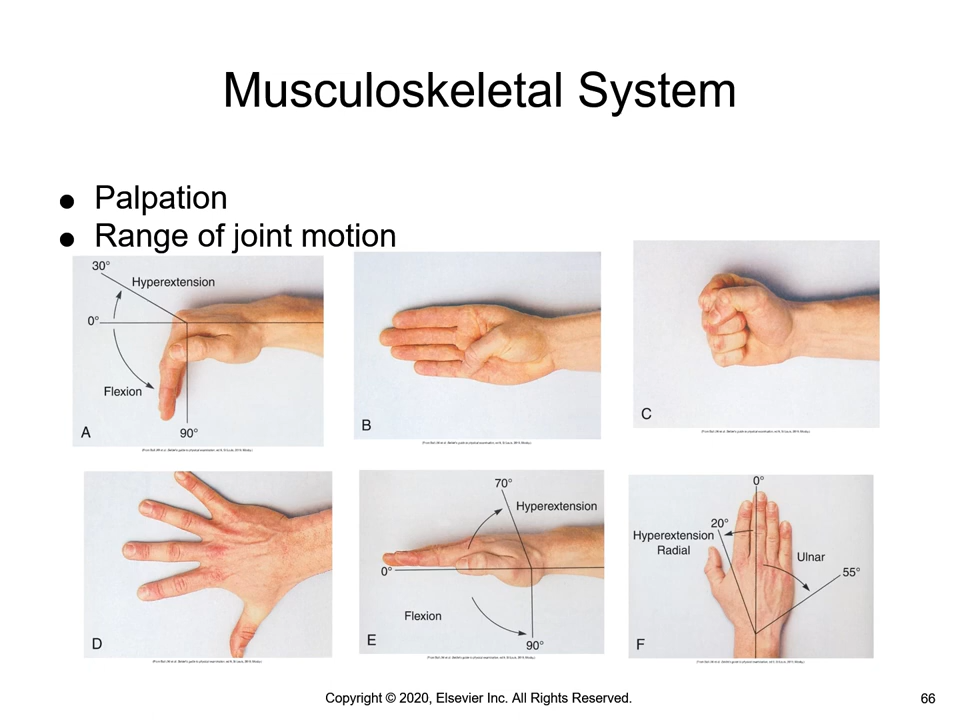 Musculoskeletal System
● Palpation
● Range of joint motion
30°
Hyperextension
0°
Flexion
A
90°
B
C
D
70°
Hyperextension
0°
Flexion
E
90°
0°
20°
Hyperextension
Radial
Ulnar
55°
F
Copyright © 2020, Elsevier Inc. All Rights Reserved.
66